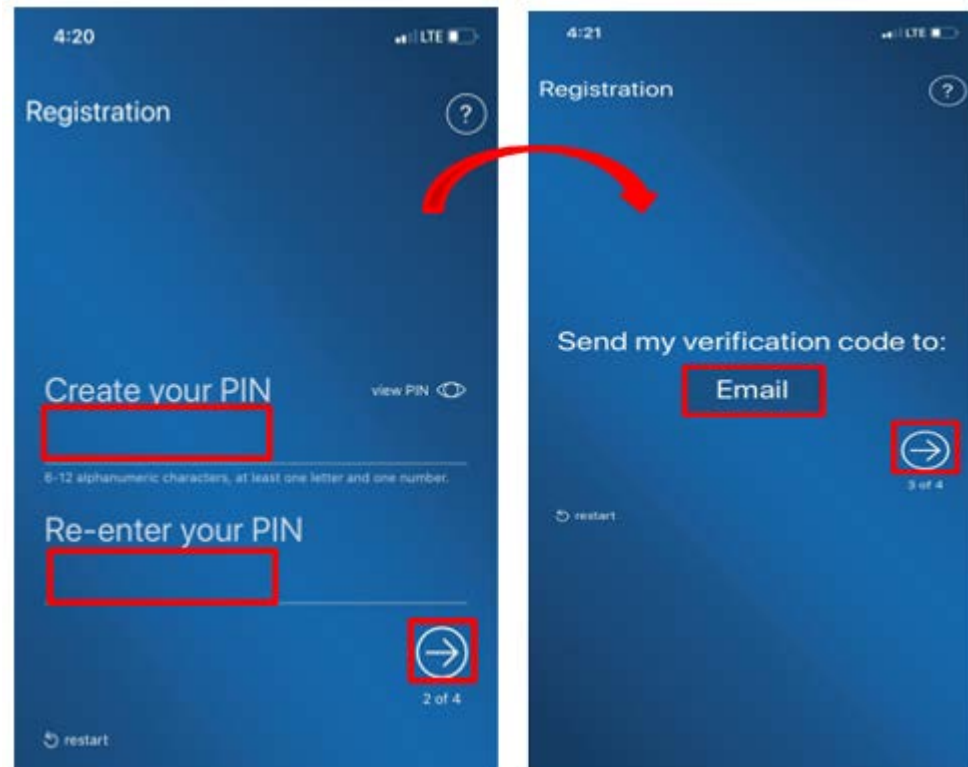 4:20
LTE
Registration
?
Create your PIN
view PIN
6-12 alphanumeric characters, at least one letter and one number.
Re-enter your PIN
2 of 4
restart
4:21
LTE
Registration
?
Send my verification code to:
Email
3 of 4
restart